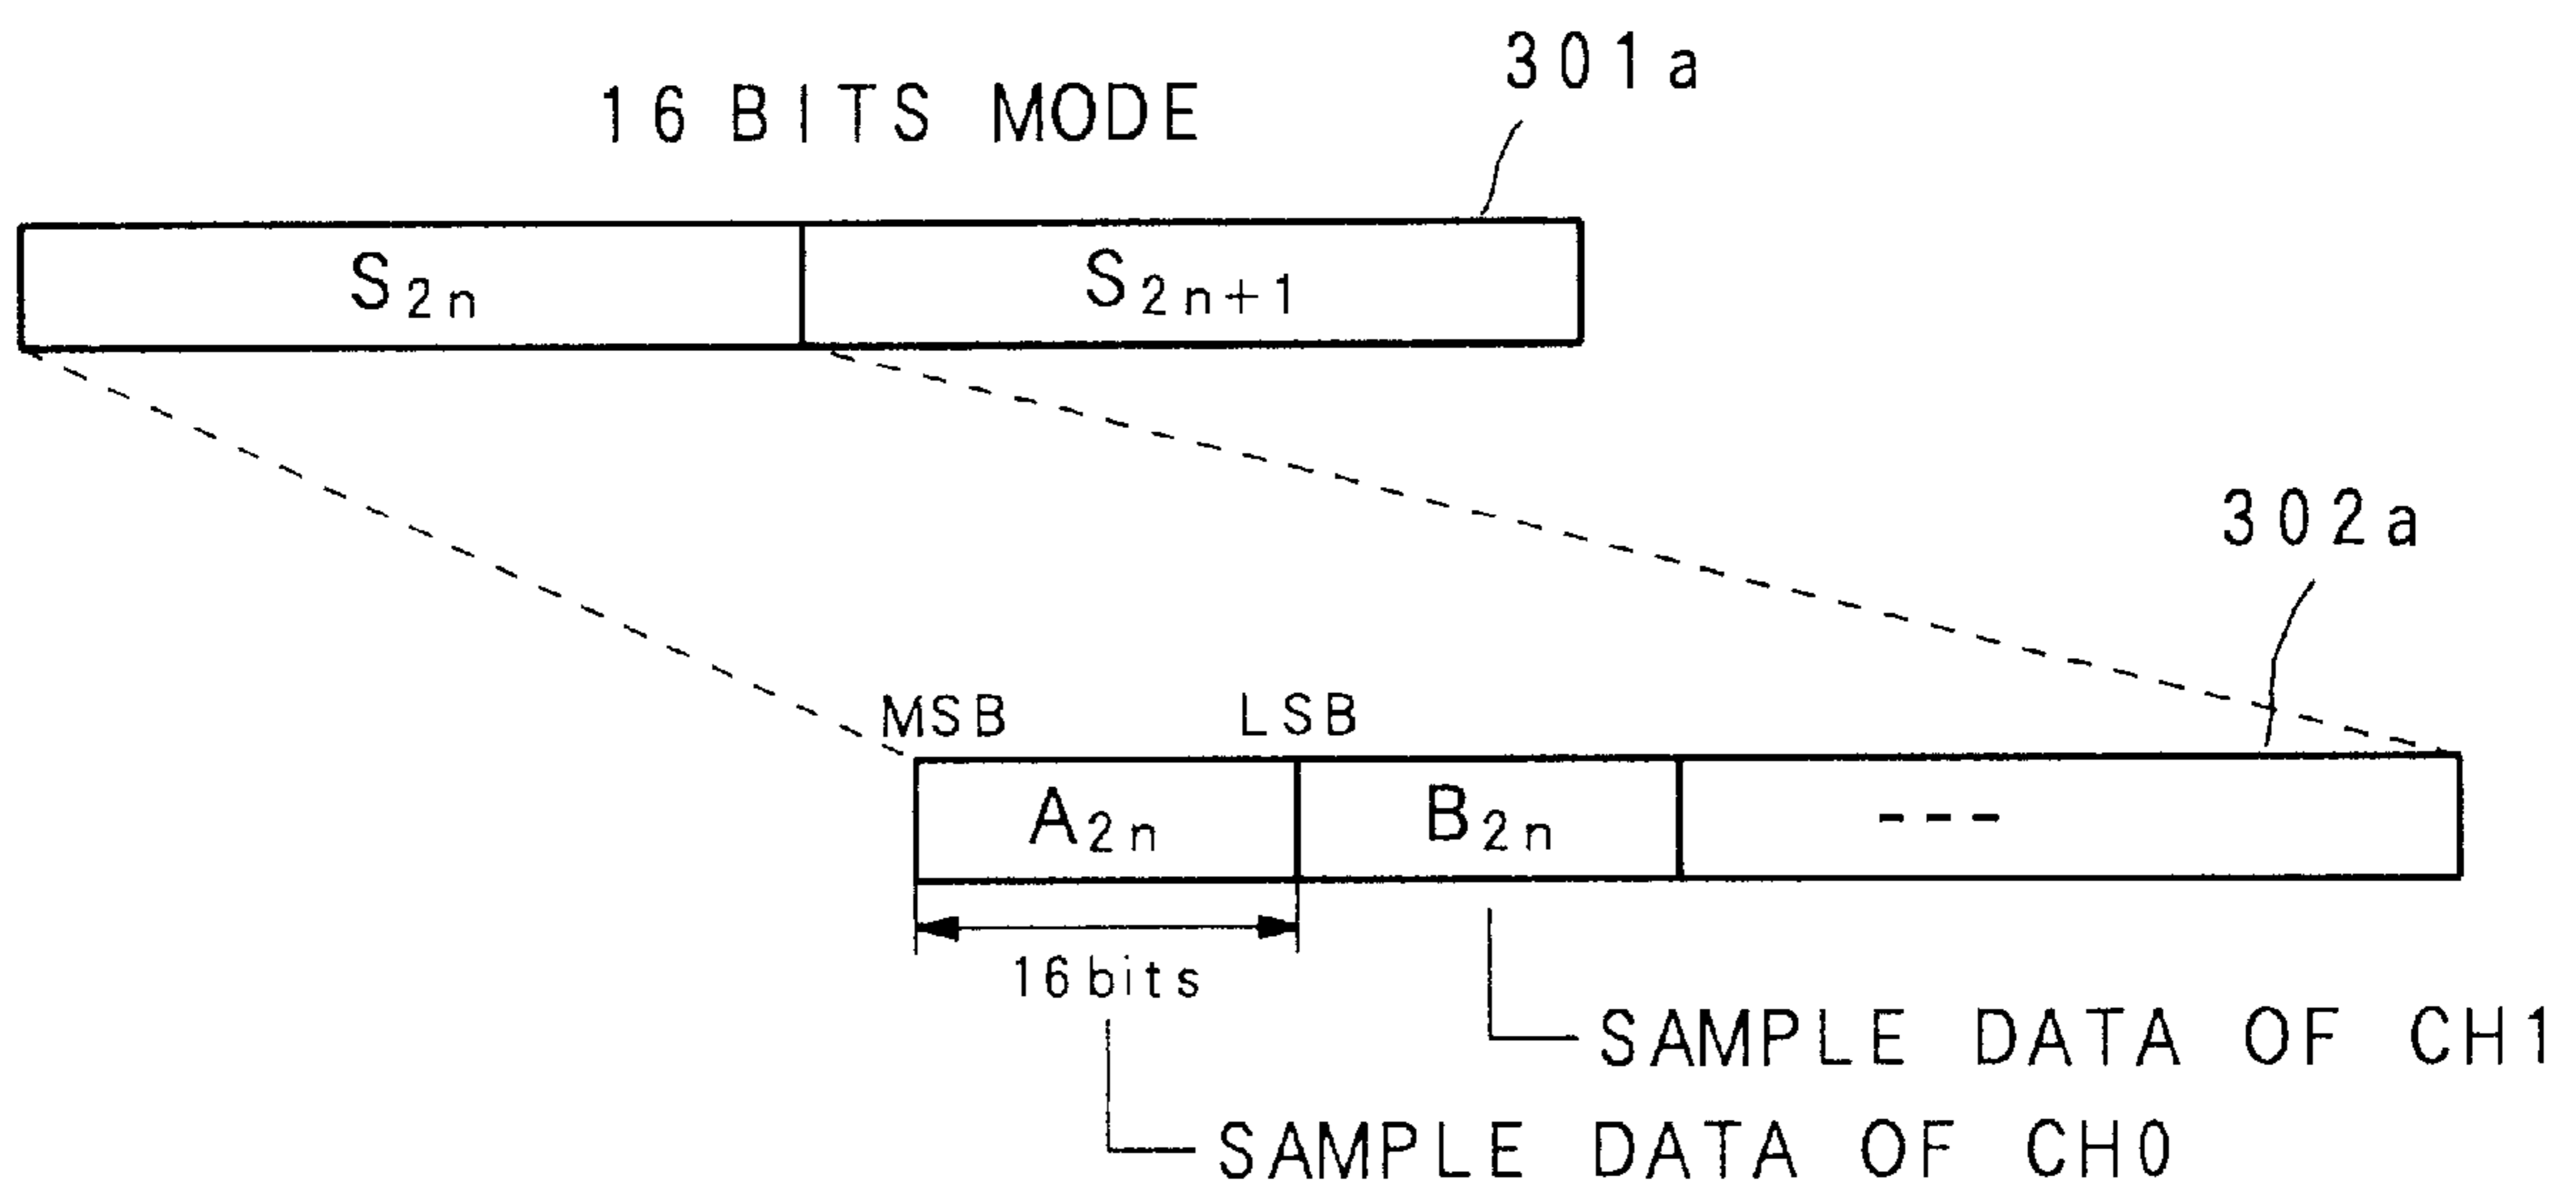 301a
16 BITS MODE
S2n S2n+1
302a
MSB LSB
A2n B2n ---
16bits
SAMPLE DATA OF CH1
SAMPLE DATA OF CH0